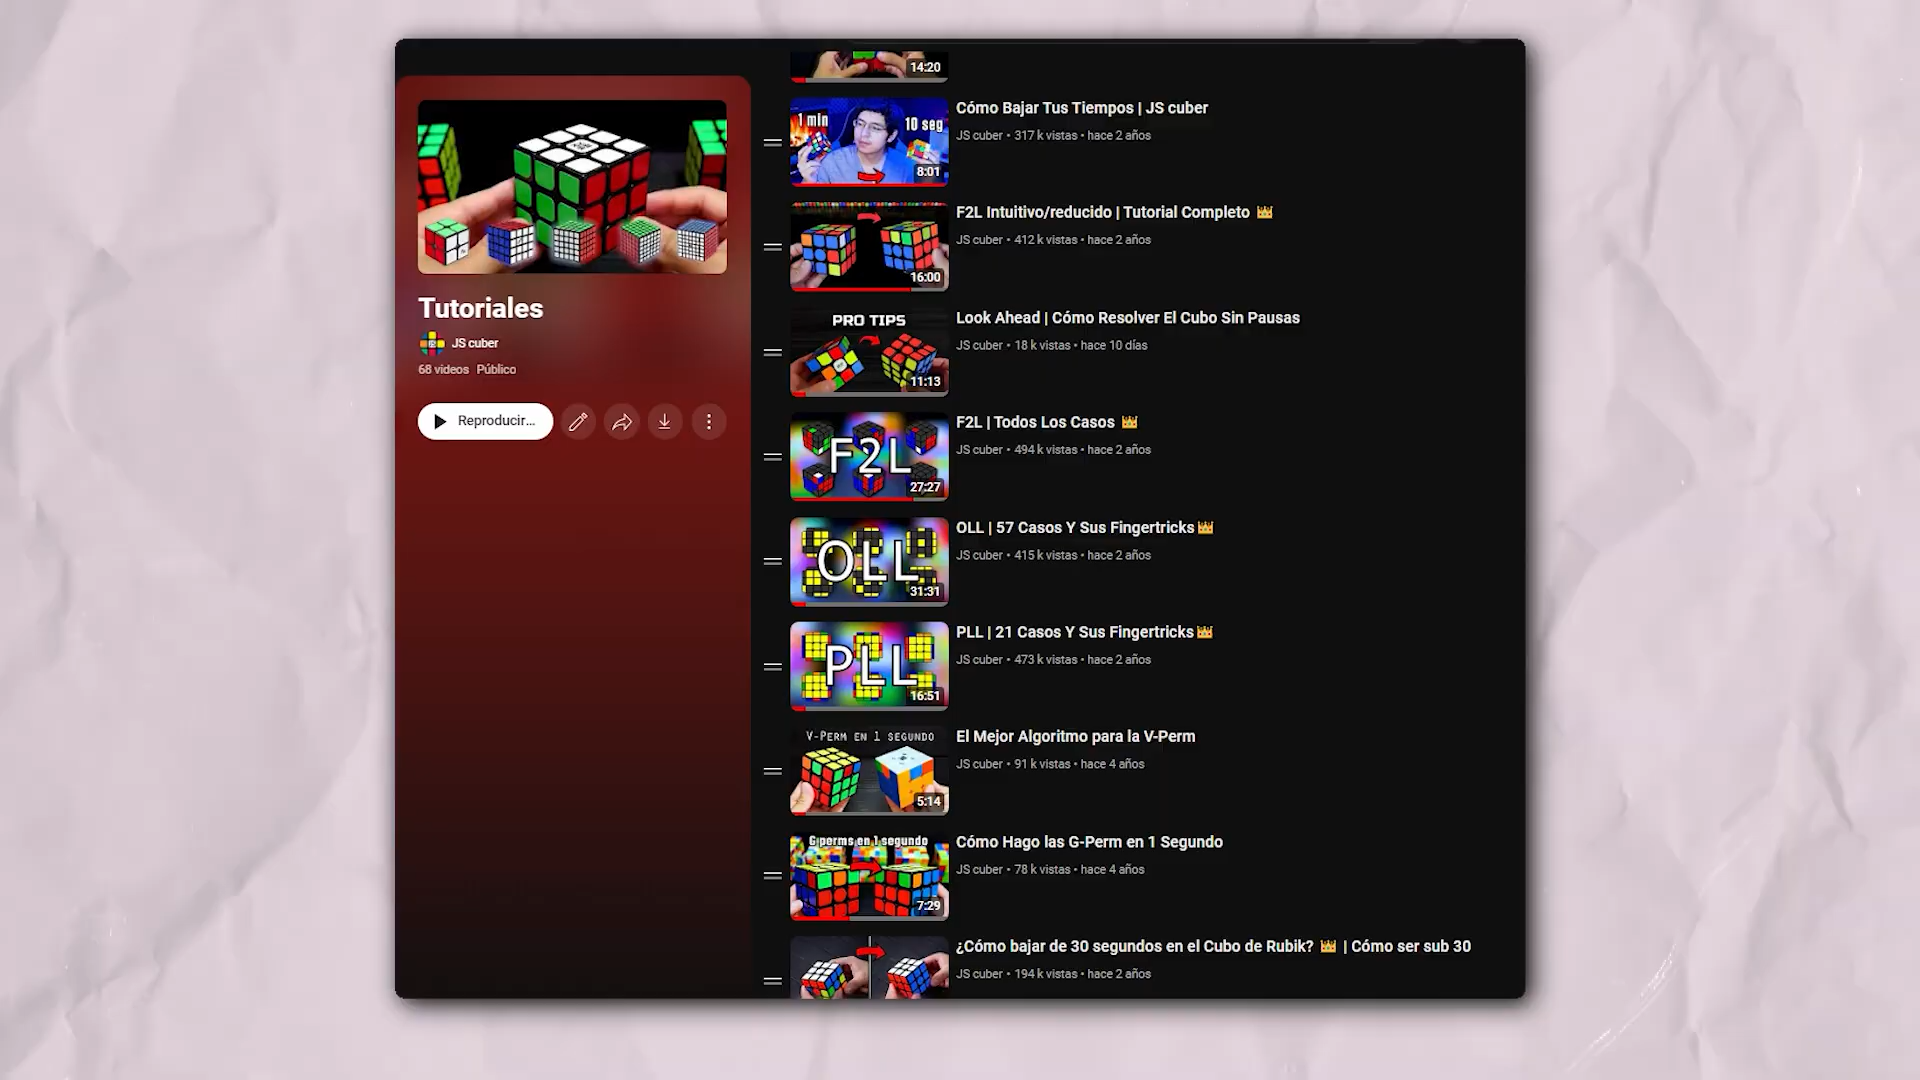 Tutoriales
JS cuber
68 videos Público
Reproducir...
14:20
1 min
10 seg
8:01
Cómo Bajar Tus Tiempos | JS cuber
JS cuber • 317 k vistas • hace 2 años
16:00
F2L Intuitivo/reducido | Tutorial Completo 👑
JS cuber • 412 k vistas • hace 2 años
PRO TIPS
11:13
Look Ahead | Cómo Resolver El Cubo Sin Pausas
JS cuber • 18 k vistas • hace 10 días
F2L
27:27
F2L | Todos Los Casos 👑
JS cuber • 494 k vistas • hace 2 años
OLL
31:31
OLL | 57 Casos Y Sus Fingertricks👑
JS cuber • 415 k vistas • hace 2 años
PLL
16:51
PLL | 21 Casos Y Sus Fingertricks👑
JS cuber • 473 k vistas • hace 2 años
V-PERM EN 1 SEGUNDO
5:14
El Mejor Algoritmo para la V-Perm
JS cuber • 91 k vistas • hace 4 años
G perms en 1 segundo
7:29
Cómo Hago las G-Perm en 1 Segundo
JS cuber • 78 k vistas • hace 4 años
¿Cómo bajar de 30 segundos en el Cubo de Rubik? 👑 | Cómo ser sub 30
JS cuber • 194 k vistas • hace 2 años